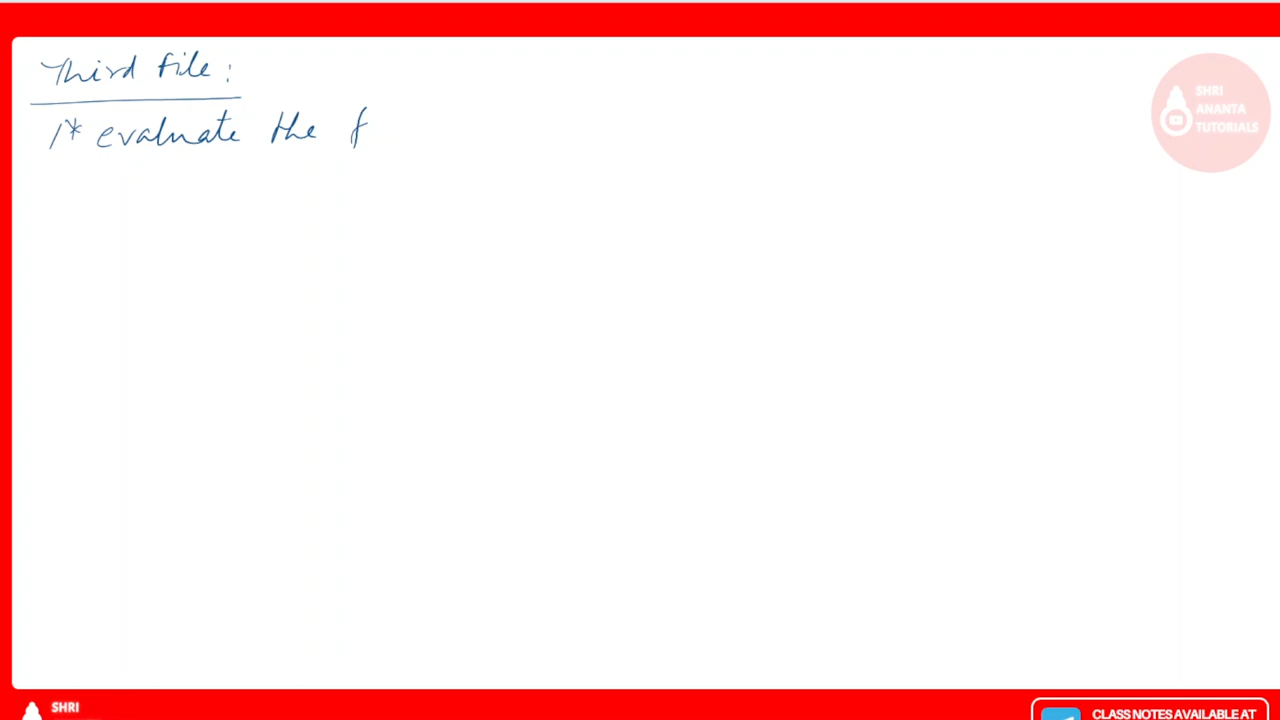 Third file:
/* evaluate the f
SHRI
ANANTA
TUTORIALS
SHRI
CLASS NOTES AVAILABLE AT